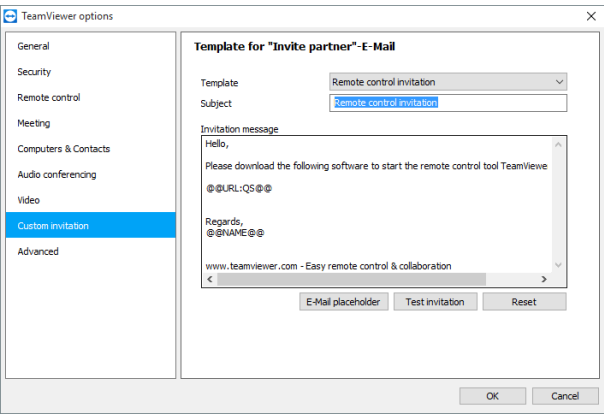 TeamViewer options
General
Security
Remote control
Meeting
Computers & Contacts
Audio conferencing
Video
Custom invitation
Advanced
Template for "Invite partner"-E-Mail
Template
Remote control invitation
Subject
Remote control invitation
Invitation message
Hello,
Please download the following software to start the remote control tool TeamViewe
@@URL:QS@@
Regards,
@@NAME@@
www.teamviewer.com - Easy remote control & collaboration
E-Mail placeholder
Test invitation
Reset
OK
Cancel